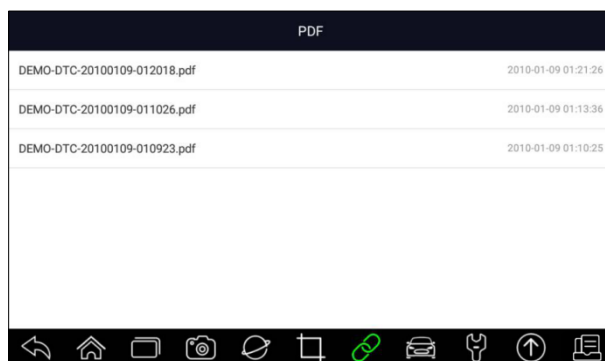 PDF
DEMO-DTC-20100109-012018.pdf 2010-01-09 01:21:26
DEMO-DTC-20100109-011026.pdf 2010-01-09 01:13:36
DEMO-DTC-20100109-010923.pdf 2010-01-09 01:10:25